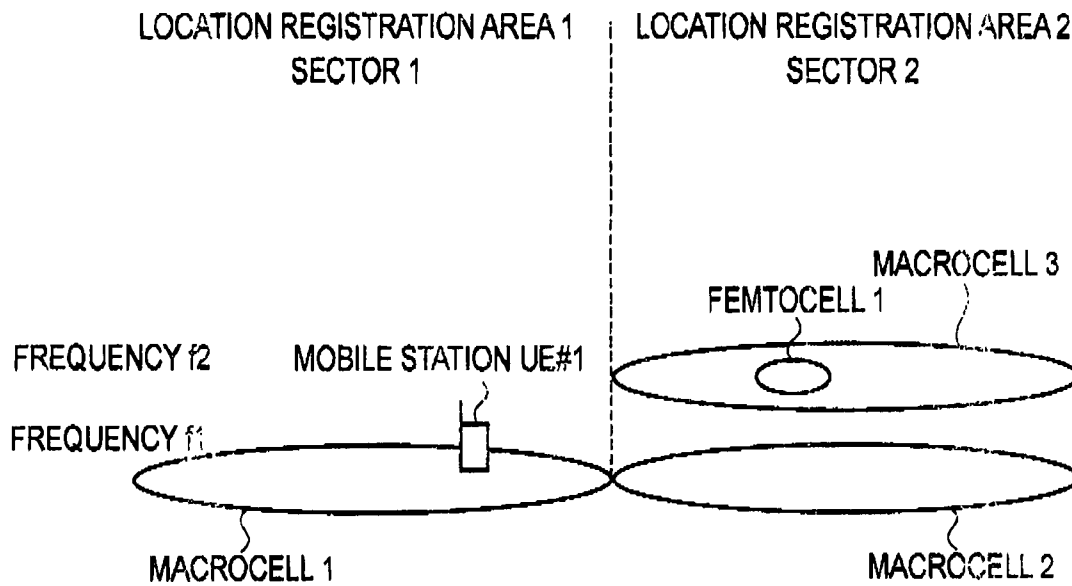 LOCATION REGISTRATION AREA 1
SECTOR 1
LOCATION REGISTRATION AREA 2
SECTOR 2
MACROCELL 3
FEMTOCELL 1
FREQUENCY f2
MOBILE STATION UE#1
FREQUENCY f1
MACROCELL 1
MACROCELL 2